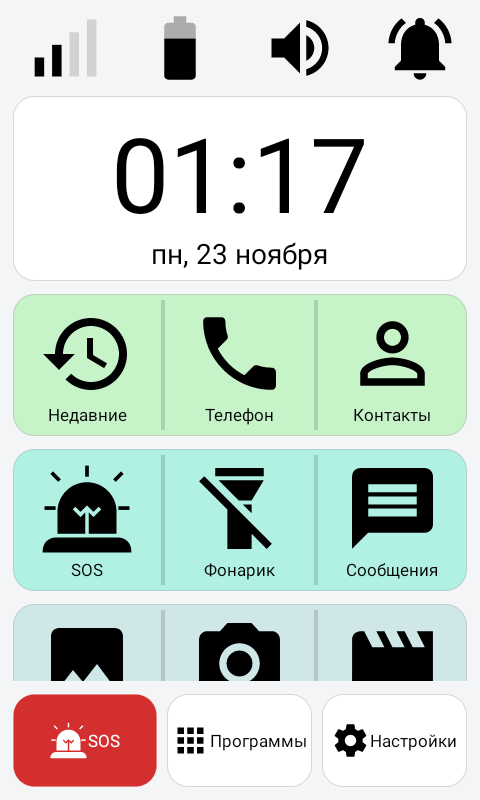 01:17
пн, 23 ноября
Недавние
Телефон
Контакты
SOS
Фонарик
Сообщения
SOS
Программы
Настройки